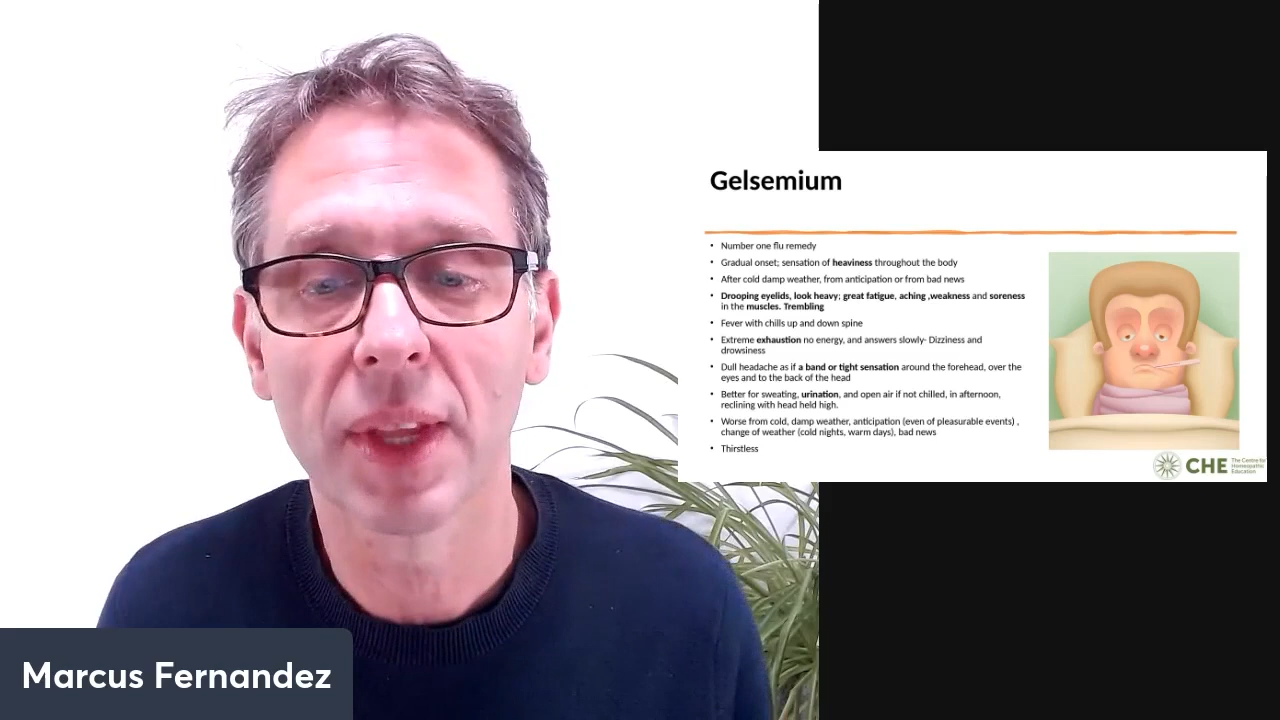 Gelsemium
• Number one flu remedy
• Gradual onset; sensation of heaviness throughout the body
• After cold damp weather, from anticipation or from bad news
• Drooping eyelids, look heavy; great fatigue, aching ,weakness and soreness
in the muscles. Trembling
• Fever with chills up and down spine
• Extreme exhaustion no energy, and answers slowly- Dizziness and
drowsiness
• Dull headache as if a band or tight sensation around the forehead, over the
eyes and to the back of the head
• Better for sweating, urination, and open air if not chilled, in afternoon,
reclining with head held high.
• Worse from cold, damp weather, anticipation (even of pleasurable events) ,
change of weather (cold nights, warm days), bad news
• Thirstless
CHE
The Centre for
Homeopathic
Education
Marcus Fernandez